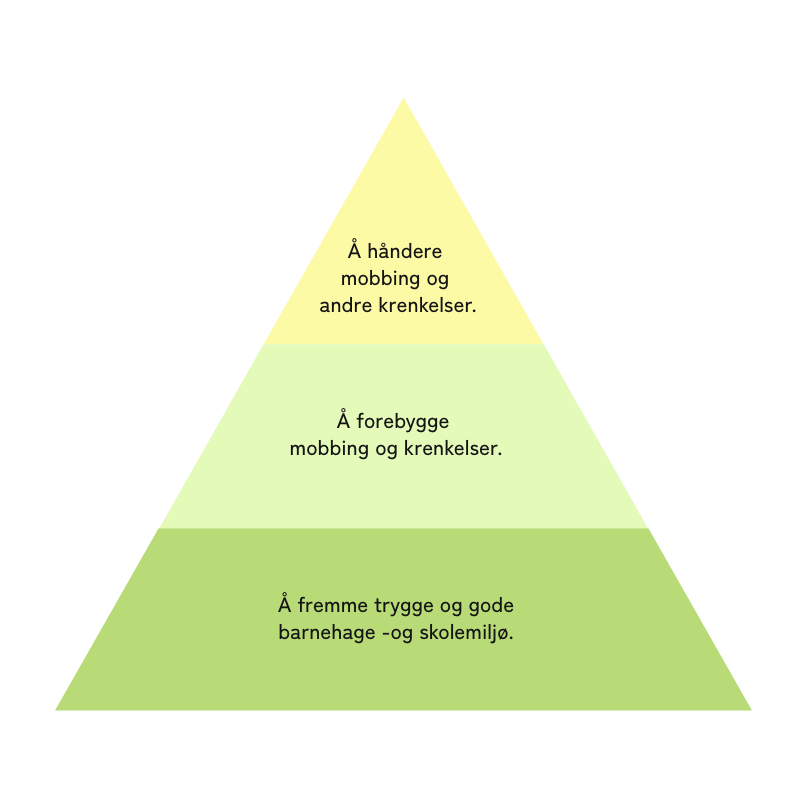 Å håndere
mobbing og
andre krenkelser.
Å forebygge
mobbing og krenkelser.
Å fremme trygge og gode
barnehage -og skolemiljø.